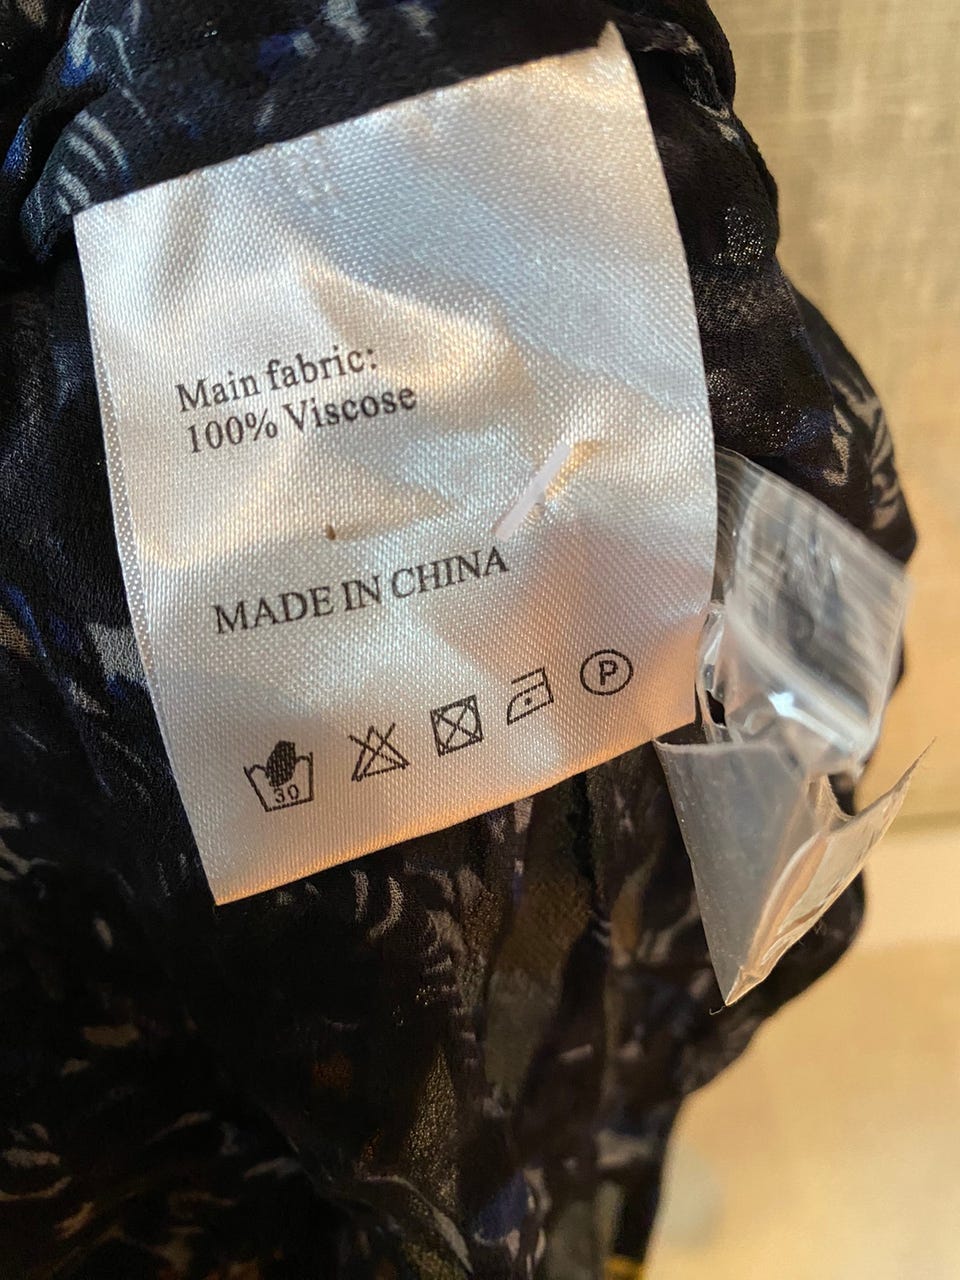 Main fabric:
100% Viscose
MADE IN CHINA
30
P